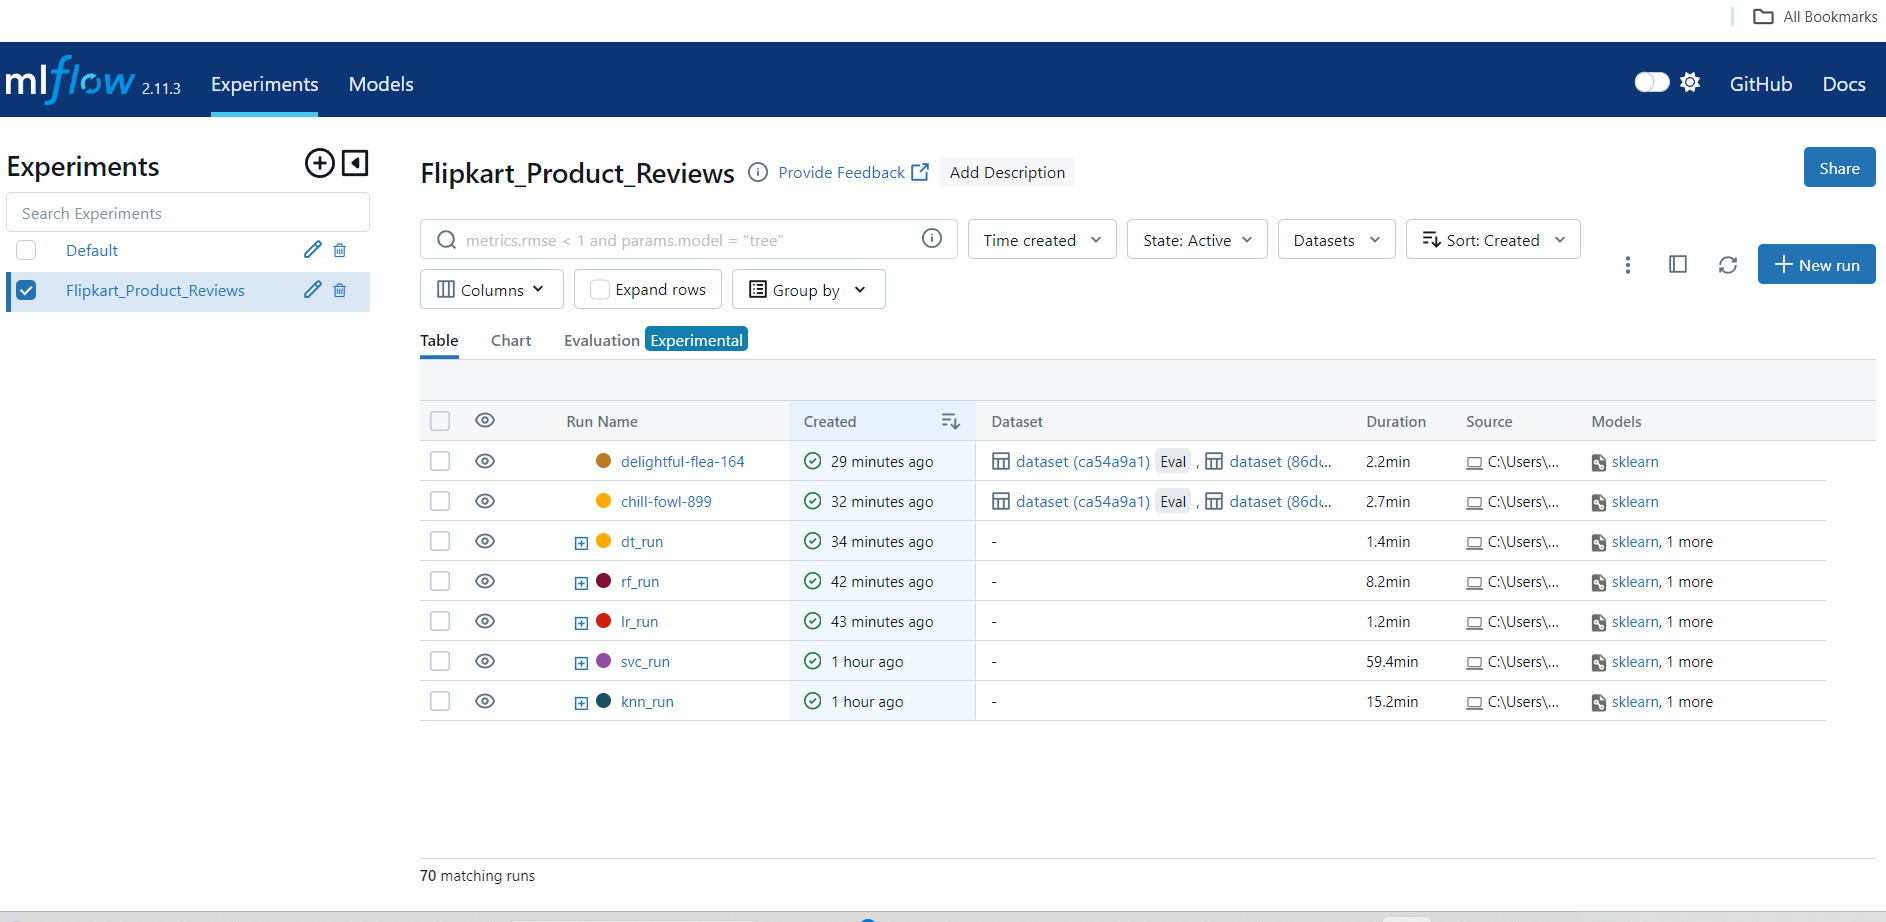 All Bookmarks
mlflow 2.11.3 Experiments Models GitHub Docs
Experiments
Search Experiments
Default
Flipkart_Product_Reviews
Flipkart_Product_Reviews Provide Feedback Add Description Share
metrics.rmse < 1 and params.model = "tree" Time created State: Active Datasets Sort: Created
Columns Expand rows Group by New run
Table Chart Evaluation Experimental
Run Name Created Dataset Duration Source Models
delightful-flea-164 29 minutes ago dataset (ca54a9a1) Eval , dataset (86d... 2.2min C:\Users\... sklearn
chill-fowl-899 32 minutes ago dataset (ca54a9a1) Eval , dataset (86d... 2.7min C:\Users\... sklearn
dt_run 34 minutes ago - 1.4min C:\Users\... sklearn, 1 more
rf_run 42 minutes ago - 8.2min C:\Users\... sklearn, 1 more
lr_run 43 minutes ago - 1.2min C:\Users\... sklearn, 1 more
svc_run 1 hour ago - 59.4min C:\Users\... sklearn, 1 more
knn_run 1 hour ago - 15.2min C:\Users\... sklearn, 1 more
70 matching runs